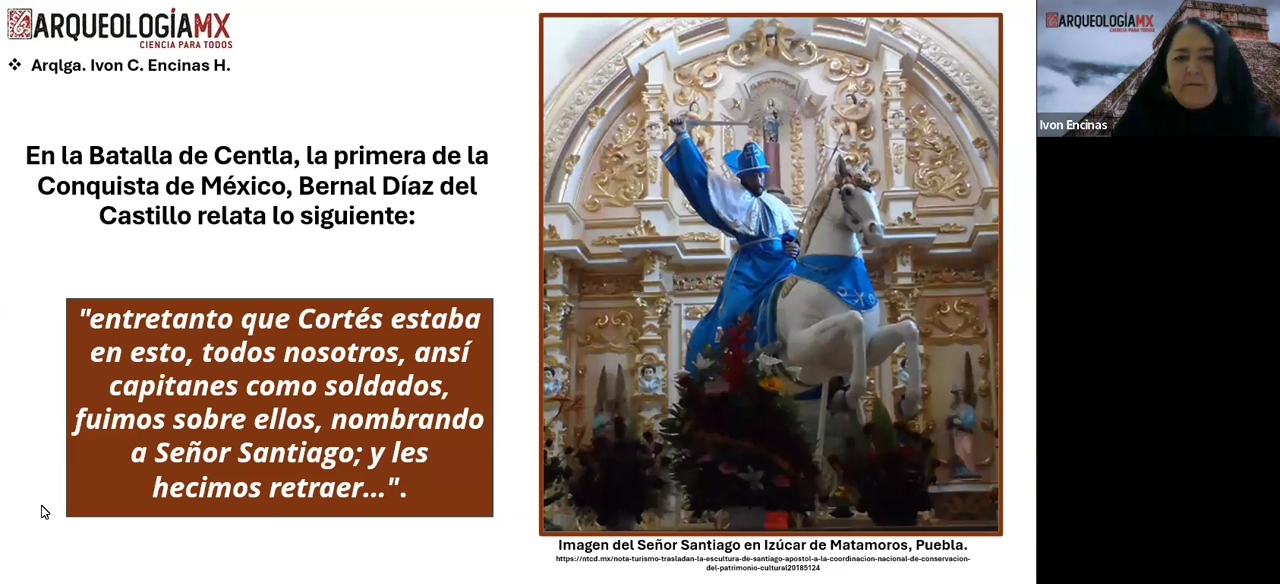 ARQUEOLOGÍAMX
CIENCIA PARA TODOS
❖ Arqlga. Ivon C. Encinas H.
En la Batalla de Centla, la primera de la
Conquista de México, Bernal Díaz del
Castillo relata lo siguiente:
"entretanto que Cortés estaba
en esto, todos nosotros, ansí
capitanes como soldados,
fuimos sobre ellos, nombrando
a Señor Santiago; y les
hecimos retraer...".
Imagen del Señor Santiago en Izúcar de Matamoros, Puebla.
https://ntcd.mx/nota-turismo-trasladan-la-escultura-de-santiago-apostol-a-la-coordinacion-nacional-de-conservacion-
del-patrimonio-cultural20185124
ARQUEOLOGÍAMX
CIENCIA PARA TODOS
Ivon Encinas